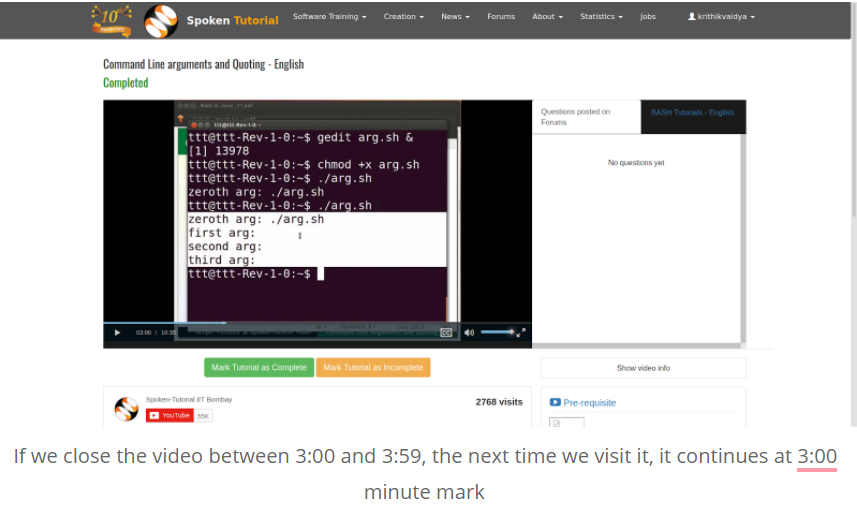 10th
Anniversary
Spoken Tutorial
Software Training
Creation
News
Forums
About
Statistics
Jobs
krithikvaidya
Command Line arguments and Quoting - English
Completed
ttt@ttt-Rev-1-0:~$ gedit arg.sh &
[1] 13978
ttt@ttt-Rev-1-0:~$ chmod +x arg.sh
ttt@ttt-Rev-1-0:~$ ./arg.sh
zeroth arg: ./arg.sh
ttt@ttt-Rev-1-0:~$ ./arg.sh
zeroth arg: ./arg.sh
first arg:
second arg:
third arg:
ttt@ttt-Rev-1-0:~$
03:00 / 10:35
CC
Questions posted on
Forums
BASH Tutorials - English
No questions yet
Mark Tutorial as Complete
Mark Tutorial as Incomplete
Show video info
Spoken-Tutorial IIT Bombay
YouTube 55K
2768 visits
Pre-requisite
If we close the video between 3:00 and 3:59, the next time we visit it, it continues at 3:00
minute mark